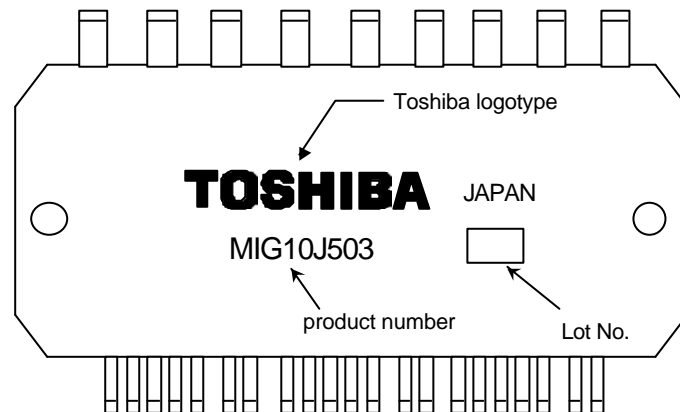 Toshiba logotype
TOSHIBA
JAPAN
MIG10J503
product number
Lot No.